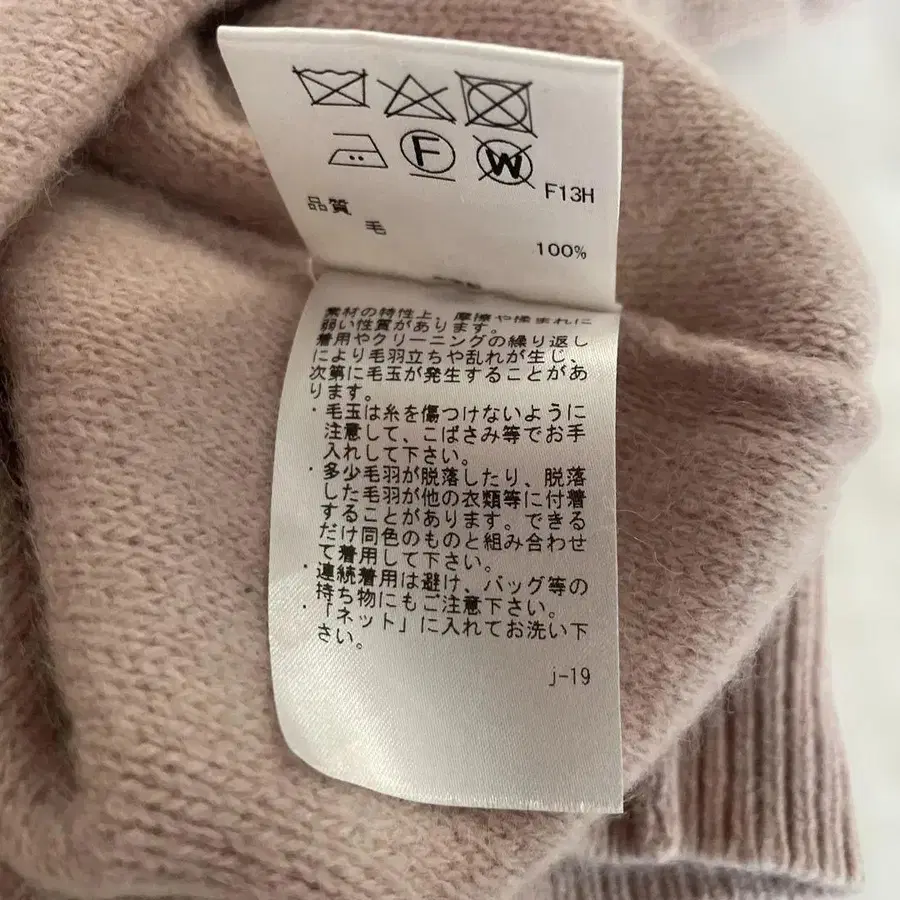 F
W
F13H
品質
毛
100%
素材の特性上、摩擦や揉まれに
弱い性質があります。
着用やクリーニングの繰り返し
により毛羽立ちや乱れが生じ、
次第に毛玉が発生することがあ
ります。
・毛玉は糸を傷つけないように
注意して、こばさみ等でお手
入れして下さい。
・多少毛羽が脱落したり、脱落
した毛羽が他の衣類等に付着
することがあります。できる
だけ同色のものと組み合わせ
て着用して下さい。
・連続着用は避け、バッグ等の
持ち物にもご注意下さい。
・「ネット」に入れてお洗い下
さい。
j-19